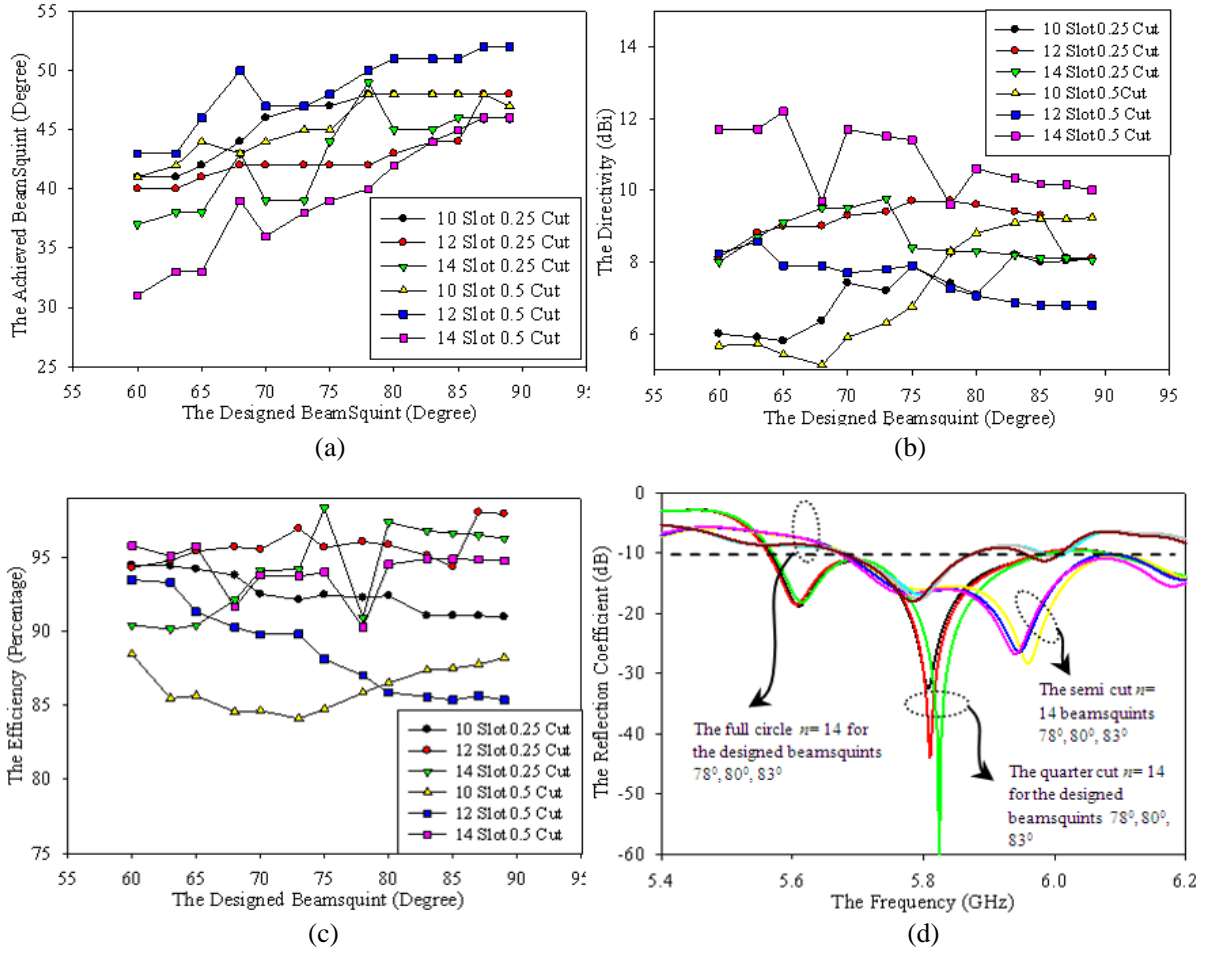 55
50
45
40
35
30
25
The Achieved BeamSquint (Degree)
10 Slot 0.25 Cut
12 Slot 0.25 Cut
14 Slot 0.25 Cut
10 Slot 0.5 Cut
12 Slot 0.5 Cut
14 Slot 0.5 Cut
55 60 65 70 75 80 85 90 95
The Designed BeamSquint (Degree)
(a)
14
12
10
8
6
The Directivity (dBi)
10 Slot 0.25 Cut
12 Slot 0.25 Cut
14 Slot 0.25 Cut
10 Slot 0.5Cut
12 Slot 0.5 Cut
14 Slot 0.5 Cut
55 60 65 70 75 80 85 90 95
The Designed Beamsquint (Degree)
(b)
95
90
85
80
75
The Efficiency (Percentage)
10 Slot 0.25 Cut
12 Slot 0.25 Cut
14 Slot 0.25 Cut
10 Slot 0.5 Cut
12 Slot 0.5 Cut
14 Slot 0.5 Cut
55 60 65 70 75 80 85 90 95
The Designed Beamsquint (Degree)
(c)
0
-10
-20
-30
-40
-50
-60
The Reflection Coefficient (dB)
The full circle n= 14 for
the designed beamsquints
78⁰, 80⁰, 83⁰
The semi cut n=
14 beamsquints
78⁰, 80⁰, 83⁰
The quarter cut n= 14
for the designed
beamsquints 78⁰, 80⁰,
83⁰
5.4 5.6 5.8 6.0 6.2
The Frequency (GHz)
(d)